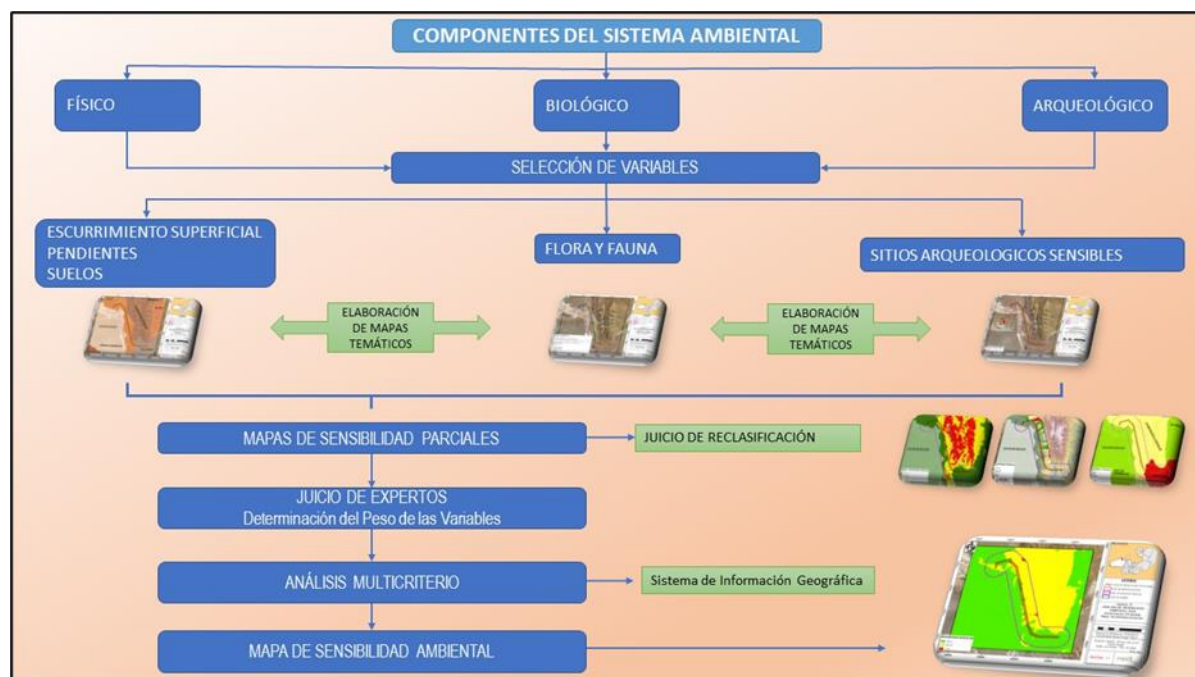 COMPONENTES DEL SISTEMA AMBIENTAL
FÍSICO
BIOLÓGICO
ARQUEOLÓGICO
SELECCIÓN DE VARIABLES
ESCURRIMIENTO SUPERFICIAL
PENDIENTES
SUELOS
FLORA Y FAUNA
SITIOS ARQUEOLOGICOS SENSIBLES
ELABORACIÓN
DE MAPAS
TEMÁTICOS
ELABORACIÓN
DE MAPAS
TEMÁTICOS
MAPAS DE SENSIBILIDAD PARCIALES
JUICIO DE RECLASIFICACIÓN
JUICIO DE EXPERTOS
Determinación del Peso de las Variables
ANÁLISIS MULTICRITERIO
Sistema de Información Geográfica
MAPA DE SENSIBILIDAD AMBIENTAL